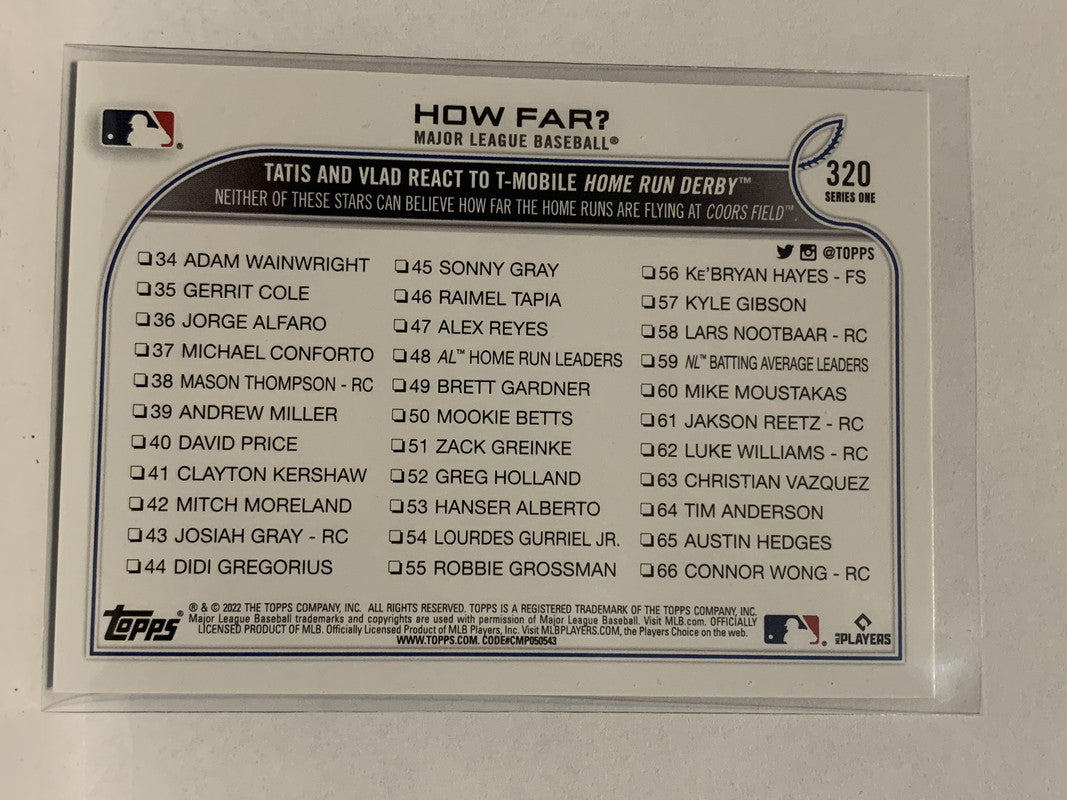 HOW FAR?
MAJOR LEAGUE BASEBALL®
TATIS AND VLAD REACT TO T-MOBILE HOME RUN DERBY™
NEITHER OF THESE STARS CAN BELIEVE HOW FAR THE HOME RUNS ARE FLYING AT COORS FIELD™.
320
SERIES ONE
@TOPPS
34 ADAM WAINWRIGHT
35 GERRIT COLE
36 JORGE ALFARO
37 MICHAEL CONFORTO
38 MASON THOMPSON - RC
39 ANDREW MILLER
40 DAVID PRICE
41 CLAYTON KERSHAW
42 MITCH MORELAND
43 JOSIAH GRAY - RC
44 DIDI GREGORIUS
45 SONNY GRAY
46 RAIMEL TAPIA
47 ALEX REYES
48 AL™ HOME RUN LEADERS
49 BRETT GARDNER
50 MOOKIE BETTS
51 ZACK GREINKE
52 GREG HOLLAND
53 HANSER ALBERTO
54 LOURDES GURRIEL JR.
55 ROBBIE GROSSMAN
56 KE'BRYAN HAYES - FS
57 KYLE GIBSON
58 LARS NOOTBAAR - RC
59 NL™ BATTING AVERAGE LEADERS
60 MIKE MOUSTAKAS
61 JAKSON REETZ - RC
62 LUKE WILLIAMS - RC
63 CHRISTIAN VAZQUEZ
64 TIM ANDERSON
65 AUSTIN HEDGES
66 CONNOR WONG - RC
Topps®
® & © 2022 THE TOPPS COMPANY, INC. ALL RIGHTS RESERVED. TOPPS IS A REGISTERED TRADEMARK OF THE TOPPS COMPANY, INC.
Major League Baseball trademarks and copyrights are used with permission of Major League Baseball. Visit MLB.com. OFFICIALLY
LICENSED PRODUCT OF MLB. Officially Licensed Product of MLB Players, Inc. Visit MLBPLAYERS.COM, the Players Choice on the web.
WWW.TOPPS.COM. CODE#CMP050543
MLB PLAYERS